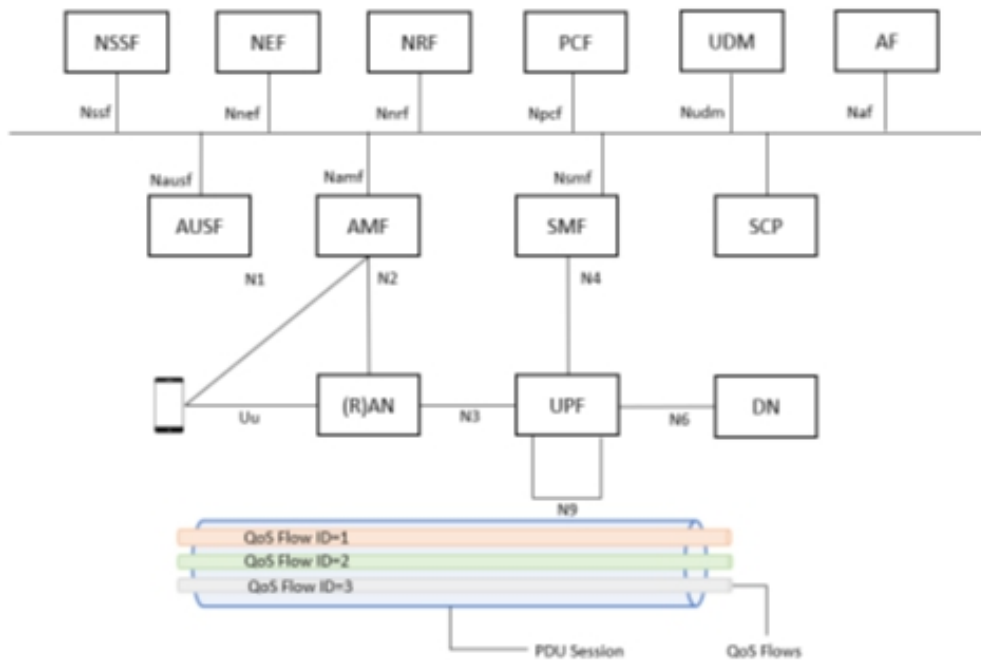 NSSF NEF NRF PCF UDM AF
Nssf Nnef Nnrf Npcf Nudm Naf
Nausf Namf Nsmf
AUSF AMF SMF SCP
N1 N2 N4
(R)AN UPF DN
Uu N3 N6
N9
QoS Flow ID=1
QoS Flow ID=2
QoS Flow ID=3
PDU Session QoS Flows